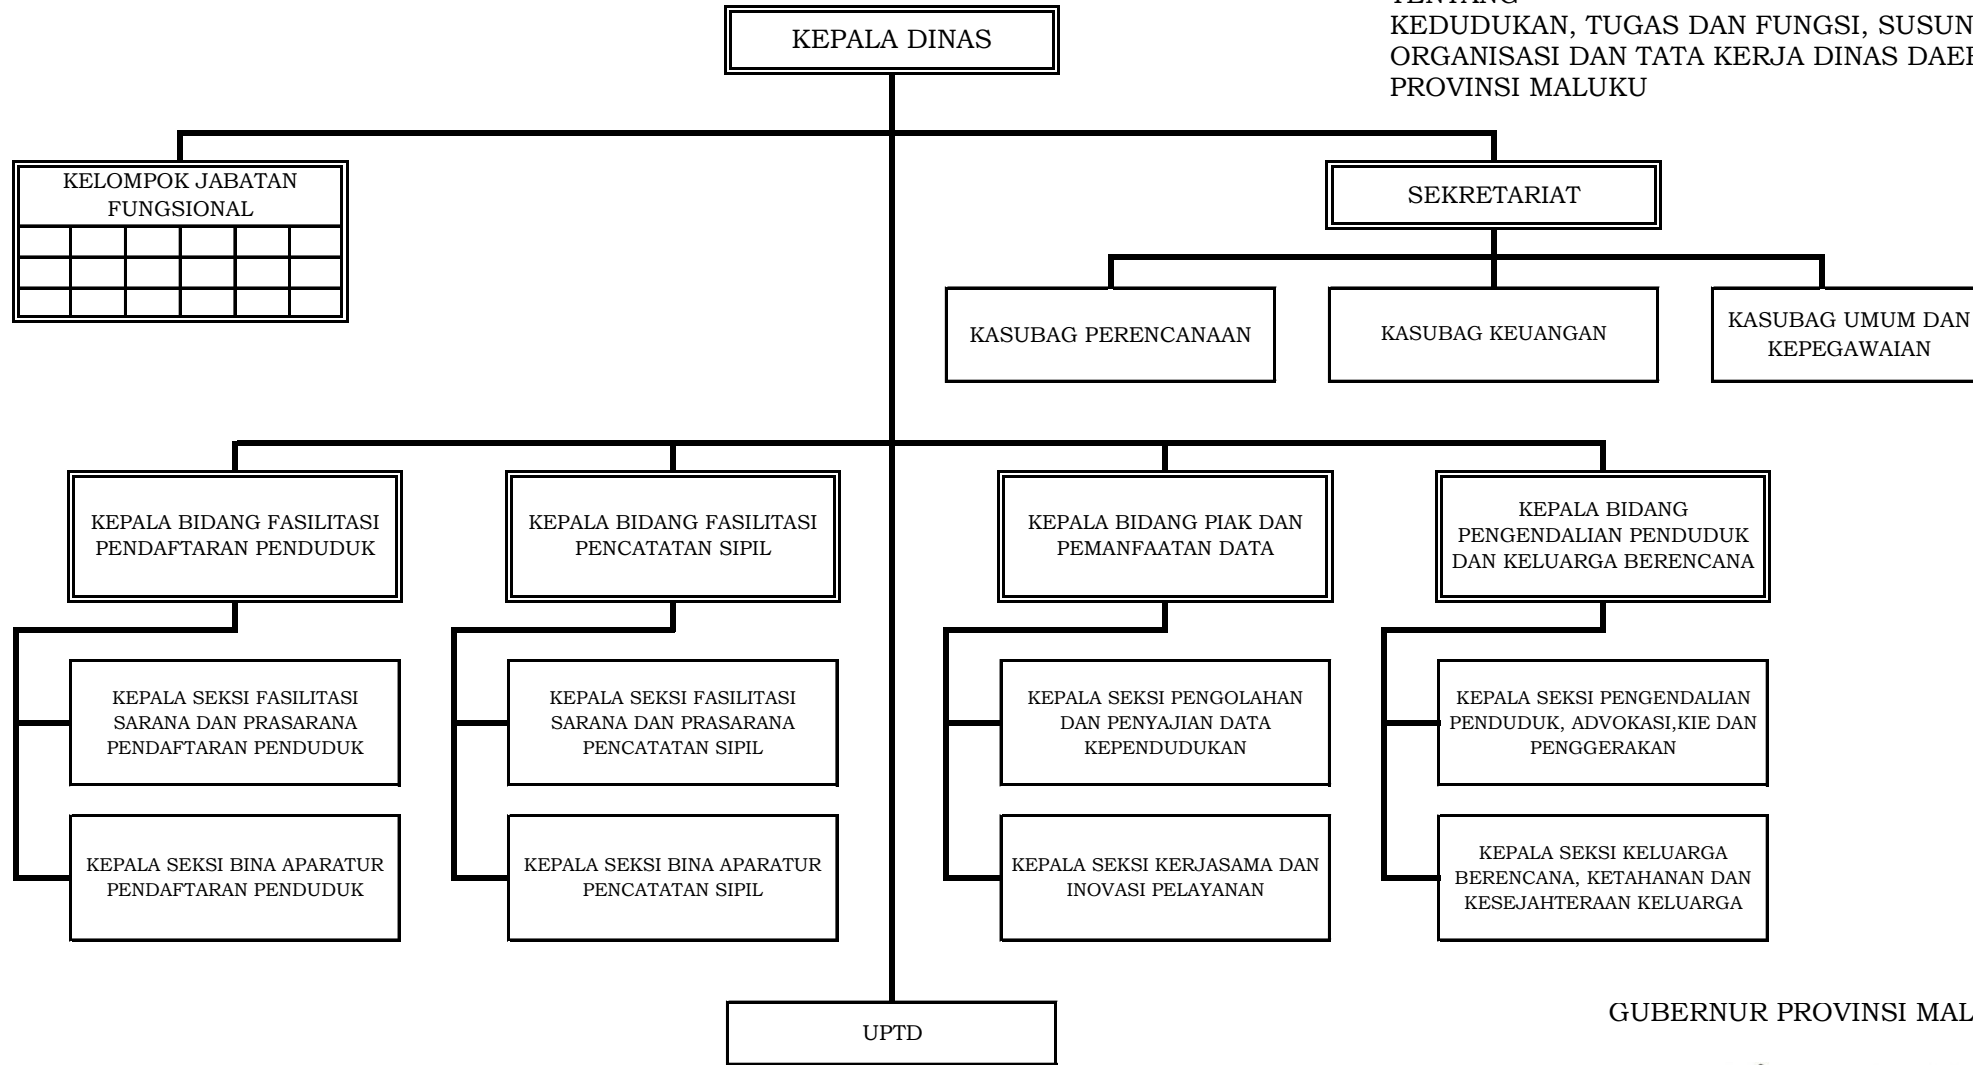 TENTANG
KEDUDUKAN, TUGAS DAN FUNGSI, SUSUN
ORGANISASI DAN TATA KERJA DINAS DAE
PROVINSI MALUKU
KEPALA DINAS
KELOMPOK JABATAN
FUNGSIONAL
SEKRETARIAT
KASUBAG PERENCANAAN
KASUBAG KEUANGAN
KASUBAG UMUM DAN
KEPEGAWAIAN
KEPALA BIDANG FASILITASI
PENDAFTARAN PENDUDUK
KEPALA BIDANG FASILITASI
PENCATATAN SIPIL
KEPALA BIDANG PIAK DAN
PEMANFAATAN DATA
KEPALA BIDANG
PENGENDALIAN PENDUDUK
DAN KELUARGA BERENCANA
KEPALA SEKSI FASILITASI
SARANA DAN PRASARANA
PENDAFTARAN PENDUDUK
KEPALA SEKSI FASILITASI
SARANA DAN PRASARANA
PENCATATAN SIPIL
KEPALA SEKSI PENGOLAHAN
DAN PENYAJIAN DATA
KEPENDUDUKAN
KEPALA SEKSI PENGENDALIAN
PENDUDUK, ADVOKASI,KIE DAN
PENGGERAKAN
KEPALA SEKSI BINA APARATUR
PENDAFTARAN PENDUDUK
KEPALA SEKSI BINA APARATUR
PENCATATAN SIPIL
KEPALA SEKSI KERJASAMA DAN
INOVASI PELAYANAN
KEPALA SEKSI KELUARGA
BERENCANA, KETAHANAN DAN
KESEJAHTERAAN KELUARGA
UPTD
GUBERNUR PROVINSI MAL